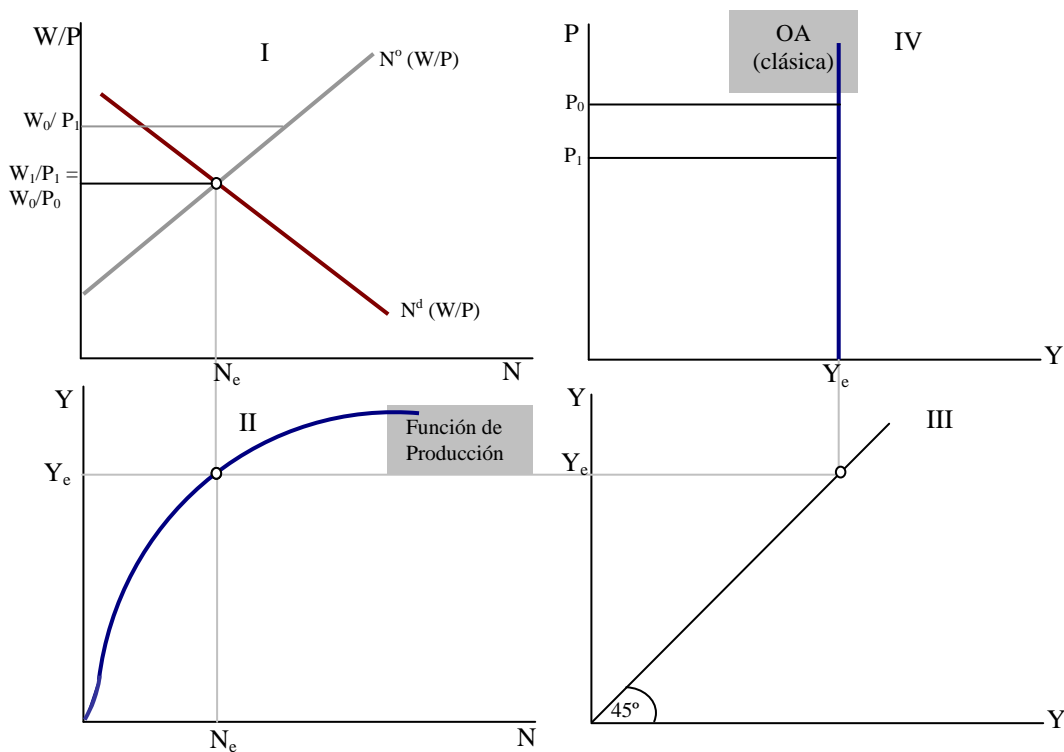 W/P
I
Nº (W/P)
W₀/ P₁
W₁/P₁ =
W₀/P₀
Nᵈ (W/P)
Nₑ
N
P
OA
(clásica)
IV
P₀
P₁
Yₑ
Y
Y
II
Función de
Producción
Yₑ
Nₑ
N
Y
III
Yₑ
45º
Y